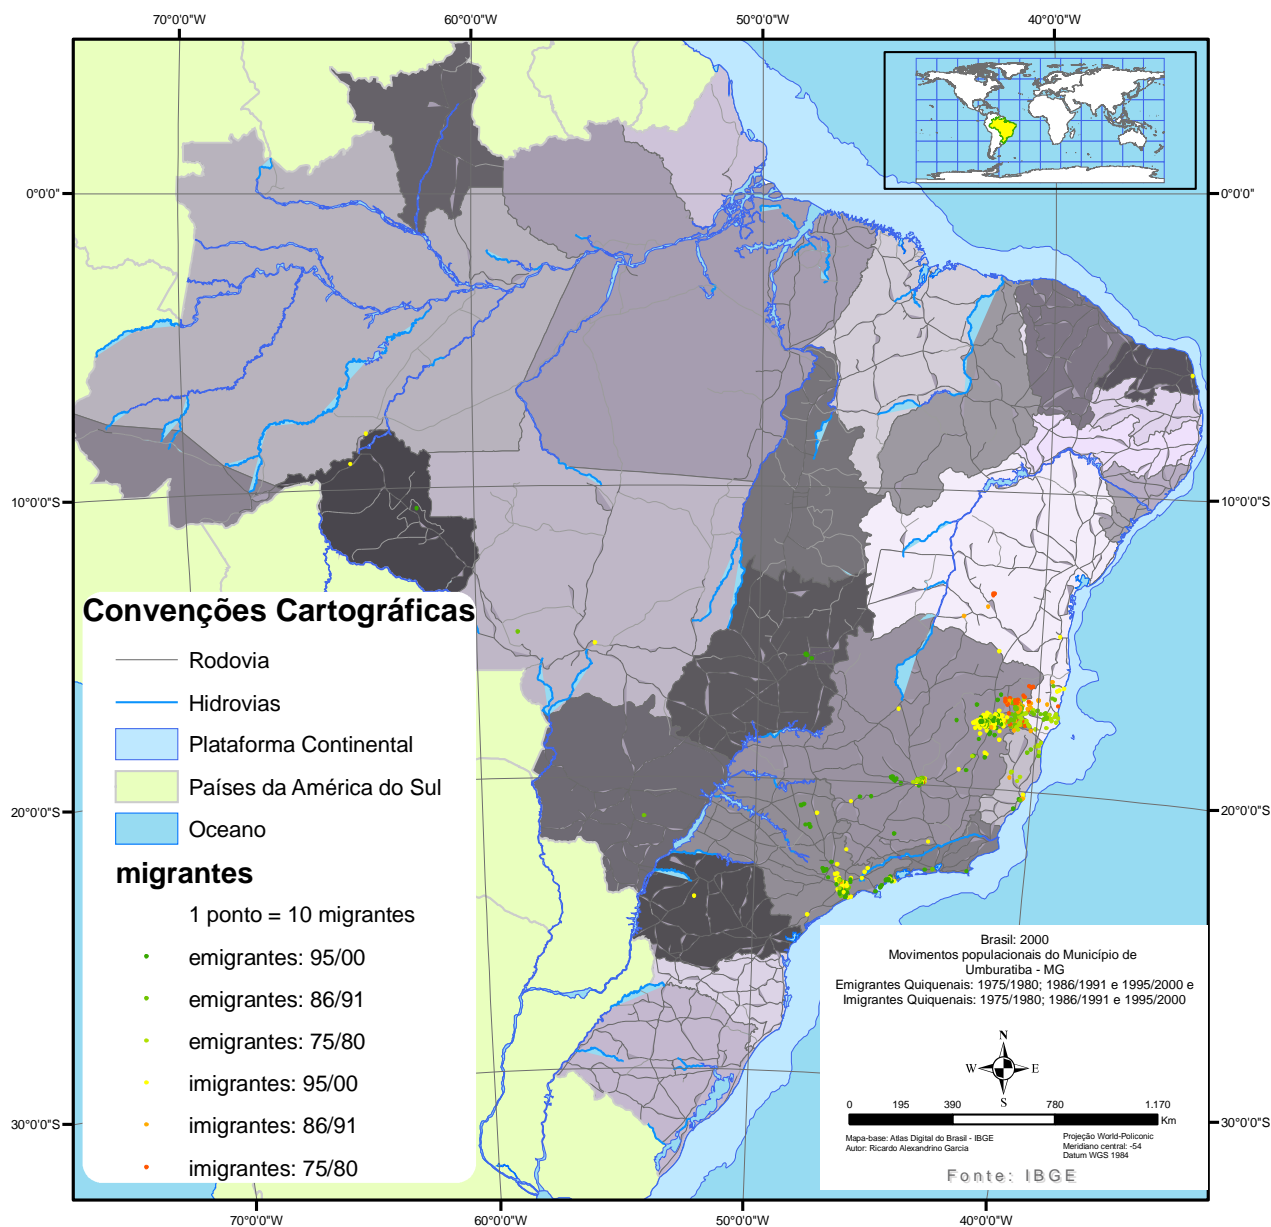 70°0'0"W
60°0'0"W
50°0'0"W
40°0'0"W
0°0'0"
0°0'0"
10°0'0"S
10°0'0"S
Convenções Cartográficas
Rodovia
Hidrovias
Plataforma Continental
Países da América do Sul
Oceano
20°0'0"S
20°0'0"S
migrantes
1 ponto = 10 migrantes
emigrantes: 95/00
emigrantes: 86/91
emigrantes: 75/80
imigrantes: 95/00
imigrantes: 86/91
imigrantes: 75/80
Brasil: 2000
Movimentos populacionais do Município de
Umburatiba - MG
Emigrantes Quiquenais: 1975/1980; 1986/1991 e 1995/2000 e
Imigrantes Quiquenais: 1975/1980; 1986/1991 e 1995/2000
N
W
E
S
0 195 390 780 1.170
Km
Mapa-base: Atlas Digital do Brasil - IBGE
Autor: Ricardo Alexandrino Garcia
Projeção World-Policonic
Meridiano central: -54
Datum WGS 1984
Fonte: IBGE
30°0'0"S
30°0'0"S
70°0'0"W
60°0'0"W
50°0'0"W
40°0'0"W